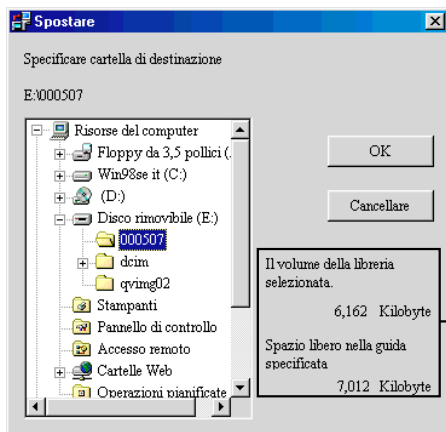 Spostare
Specificare cartella di destinazione
E:\000507
Risorse del computer
Floppy da 3,5 pollici (.
Win98se it (C:)
(D:)
Disco rimovibile (E:)
000507
dcim
qvimg02
Stampanti
Pannello di controllo
Accesso remoto
Cartelle Web
Operazioni pianificate
OK
Cancellare
Il volume della libreria
selezionata.
6,162 Kilobyte
Spazio libero nella guida
specificata
7,012 Kilobyte